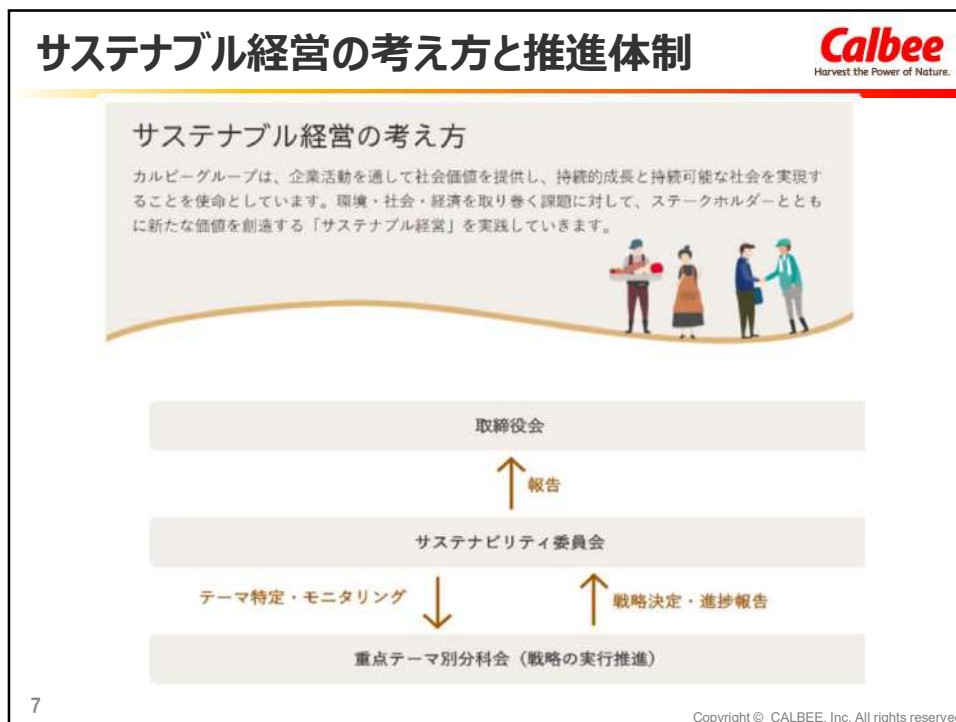 サステナブル経営の考え方と推進体制
Calbee
Harvest the Power of Nature.
サステナブル経営の考え方
カルビーグループは、企業活動を通して社会価値を提供し、持続的成長と持続可能な社会を実現す
ることを使命としています。環境・社会・経済を取り巻く課題に対して、ステークホルダーととも
に新たな価値を創造する「サステナブル経営」を実践していきます。
取締役会
報告
サステナビリティ委員会
テーマ特定・モニタリング
戦略決定・進捗報告
重点テーマ別分科会（戦略の実行推進）
7
Copyright © CALBEE, Inc. All rights reserved